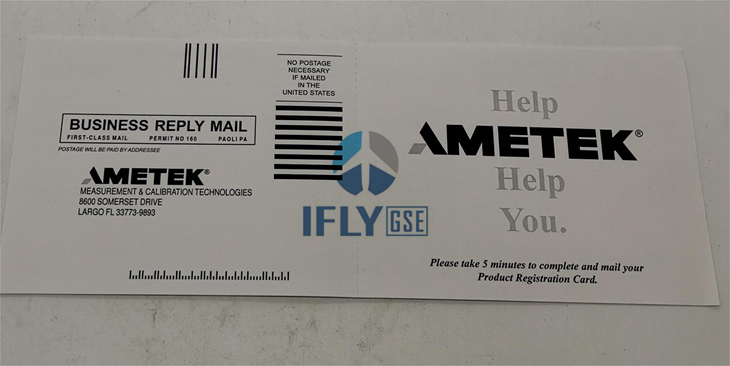 NO POSTAGE
NECESSARY
IF MAILED
IN THE
UNITED STATES
BUSINESS REPLY MAIL
FIRST-CLASS MAIL PERMIT NO 160 PAOLI PA
POSTAGE WILL BE PAID BY ADDRESSEE
AMETEK®
MEASUREMENT & CALIBRATION TECHNOLOGIES
8600 SOMERSET DRIVE
LARGO FL 33773-9893
Help
AMETEK®
Help
You.
Please take 5 minutes to complete and mail your
Product Registration Card.
IFLY GSE